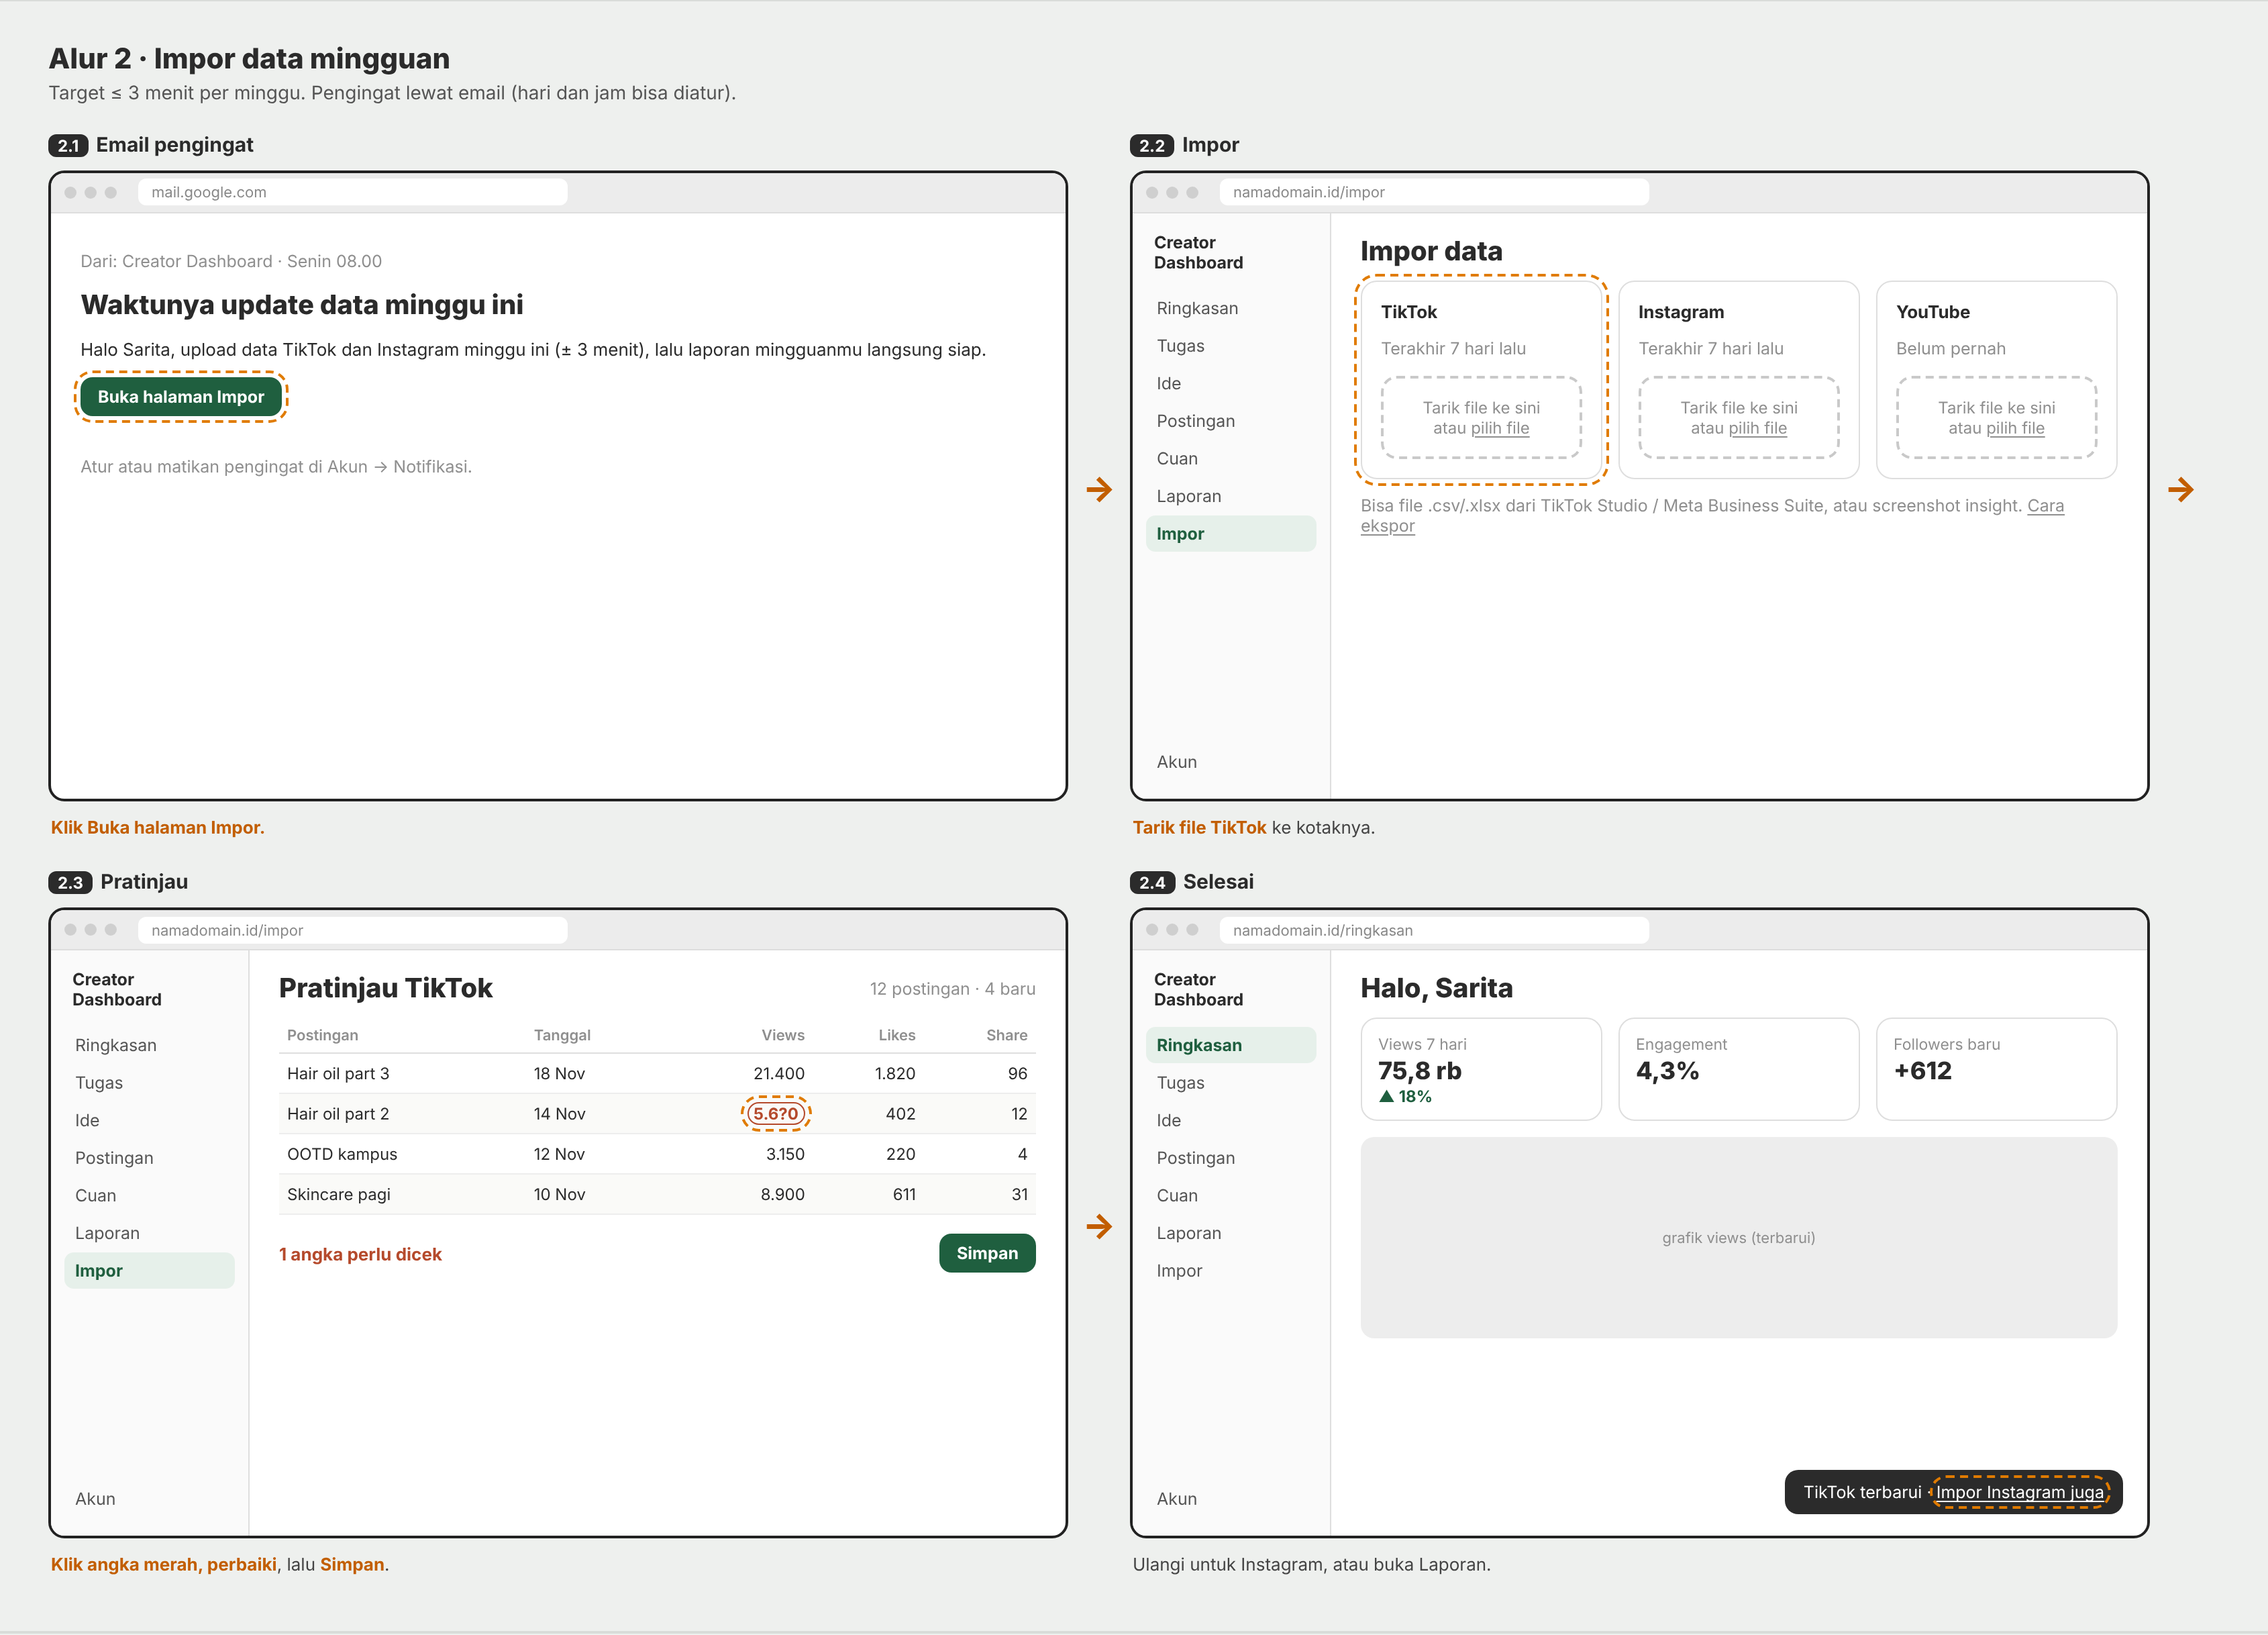 Alur 2 · Impor data mingguan
Target ≤ 3 menit per minggu. Pengingat lewat email (hari dan jam bisa diatur).
2.1 Email pengingat
mail.google.com
Dari: Creator Dashboard · Senin 08.00
Waktunya update data minggu ini
Halo Sarita, upload data TikTok dan Instagram minggu ini (± 3 menit), lalu laporan mingguanmu langsung siap.
Buka halaman Impor
Atur atau matikan pengingat di Akun → Notifikasi.
Klik Buka halaman Impor.
→
2.2 Impor
namadomain.id/impor
Creator
Dashboard
Ringkasan
Tugas
Ide
Postingan
Cuan
Laporan
Impor
Akun
Impor data
TikTok
Terakhir 7 hari lalu
Tarik file ke sini
atau pilih file
Instagram
Terakhir 7 hari lalu
Tarik file ke sini
atau pilih file
YouTube
Belum pernah
Tarik file ke sini
atau pilih file
Bisa file .csv/.xlsx dari TikTok Studio / Meta Business Suite, atau screenshot insight. Cara
ekspor
Tarik file TikTok ke kotaknya.
→
2.3 Pratinjau
namadomain.id/impor
Creator
Dashboard
Ringkasan
Tugas
Ide
Postingan
Cuan
Laporan
Impor
Akun
Pratinjau TikTok 12 postingan · 4 baru
Postingan Tanggal Views Likes Share
Hair oil part 3 18 Nov 21.400 1.820 96
Hair oil part 2 14 Nov 5.6?0 402 12
OOTD kampus 12 Nov 3.150 220 4
Skincare pagi 10 Nov 8.900 611 31
1 angka perlu dicek Simpan
Klik angka merah, perbaiki, lalu Simpan.
→
2.4 Selesai
namadomain.id/ringkasan
Creator
Dashboard
Ringkasan
Tugas
Ide
Postingan
Cuan
Laporan
Impor
Akun
Halo, Sarita
Views 7 hari
75,8 rb
▲ 18%
Engagement
4,3%
Followers baru
+612
grafik views (terbarui)
TikTok terbarui · Impor Instagram juga
Ulangi untuk Instagram, atau buka Laporan.